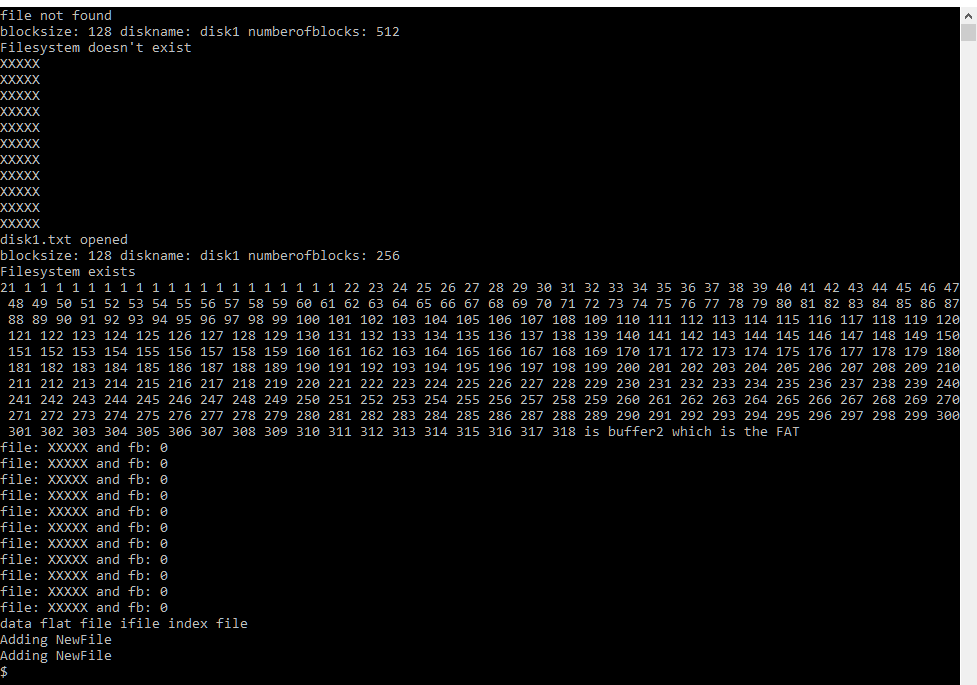 file not found
blocksize: 128 diskname: disk1 numberofblocks: 512
Filesystem doesn't exist
XXXXX
XXXXX
XXXXX
XXXXX
XXXXX
XXXXX
XXXXX
XXXXX
XXXXX
XXXXX
XXXXX
disk1.txt opened
blocksize: 128 diskname: disk1 numberofblocks: 256
Filesystem exists
21 1 1 1 1 1 1 1 1 1 1 1 1 1 1 1 1 1 1 1 1 22 23 24 25 26 27 28 29 30 31 32 33 34 35 36 37 38 39 40 41 42 43 44 45 46 47
48 49 50 51 52 53 54 55 56 57 58 59 60 61 62 63 64 65 66 67 68 69 70 71 72 73 74 75 76 77 78 79 80 81 82 83 84 85 86 87
88 89 90 91 92 93 94 95 96 97 98 99 100 101 102 103 104 105 106 107 108 109 110 111 112 113 114 115 116 117 118 119 120
121 122 123 124 125 126 127 128 129 130 131 132 133 134 135 136 137 138 139 140 141 142 143 144 145 146 147 148 149 150
151 152 153 154 155 156 157 158 159 160 161 162 163 164 165 166 167 168 169 170 171 172 173 174 175 176 177 178 179 180
181 182 183 184 185 186 187 188 189 190 191 192 193 194 195 196 197 198 199 200 201 202 203 204 205 206 207 208 209 210
211 212 213 214 215 216 217 218 219 220 221 222 223 224 225 226 227 228 229 230 231 232 233 234 235 236 237 238 239 240
241 242 243 244 245 246 247 248 249 250 251 252 253 254 255 256 257 258 259 260 261 262 263 264 265 266 267 268 269 270
271 272 273 274 275 276 277 278 279 280 281 282 283 284 285 286 287 288 289 290 291 292 293 294 295 296 297 298 299 300
301 302 303 304 305 306 307 308 309 310 311 312 313 314 315 316 317 318 is buffer2 which is the FAT
file: XXXXX and fb: 0
file: XXXXX and fb: 0
file: XXXXX and fb: 0
file: XXXXX and fb: 0
file: XXXXX and fb: 0
file: XXXXX and fb: 0
file: XXXXX and fb: 0
file: XXXXX and fb: 0
file: XXXXX and fb: 0
file: XXXXX and fb: 0
file: XXXXX and fb: 0
data flat file ifile index file
Adding NewFile
Adding NewFile
$